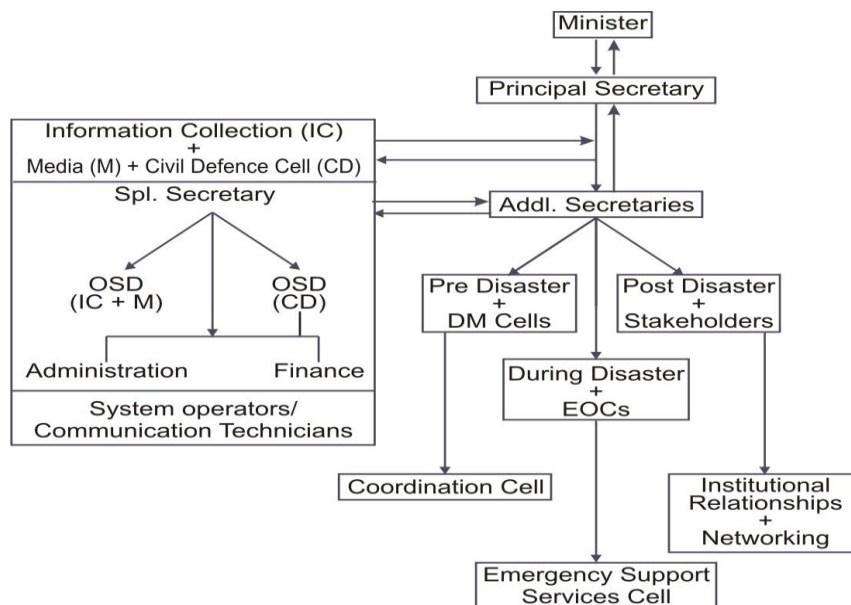 Minister
Principal Secretary
Information Collection (IC)
+
Media (M) + Civil Defence Cell (CD)
Spl. Secretary
Addl. Secretaries
OSD
(IC + M)
OSD
(CD)
Administration
Finance
System operators/
Communication Technicians
Pre Disaster
+
DM Cells
Post Disaster
+
Stakeholders
During Disaster
+
EOCs
Coordination Cell
Institutional
Relationships
+
Networking
Emergency Support
Services Cell